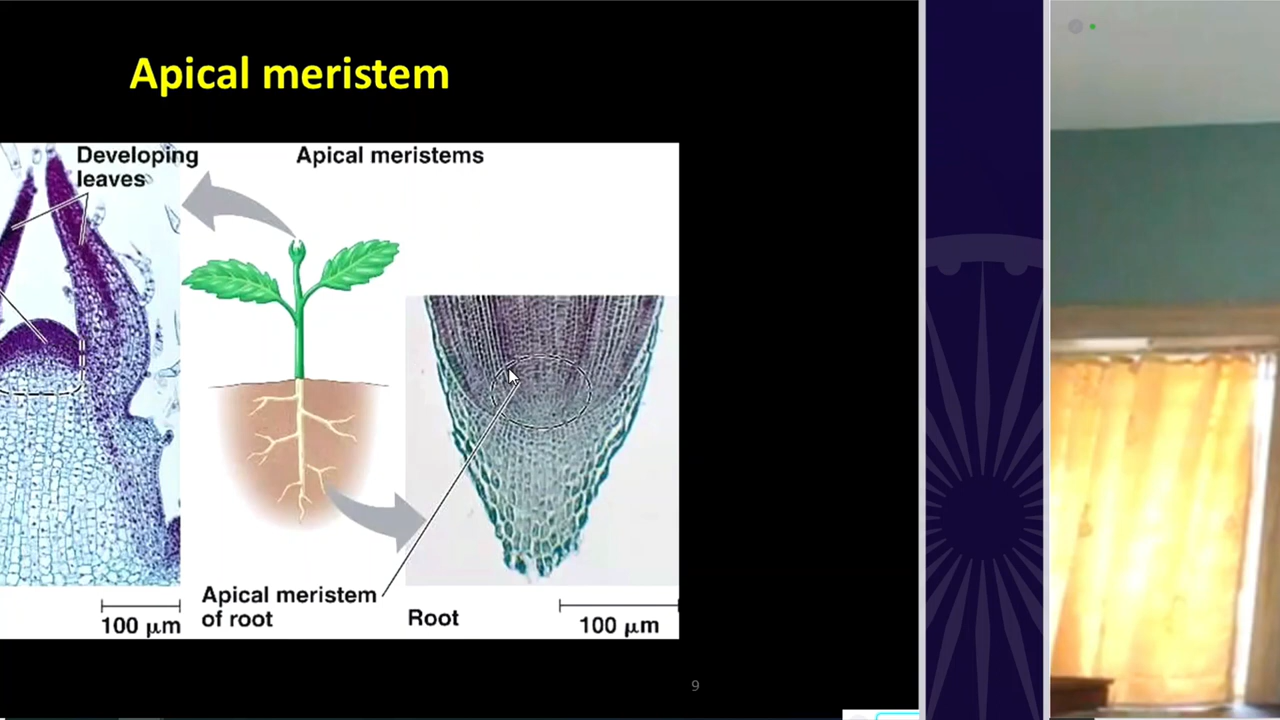 Apical meristem
Developing
leaves
Apical meristems
Apical meristem
of root
Root
100 μm
100 μm
9